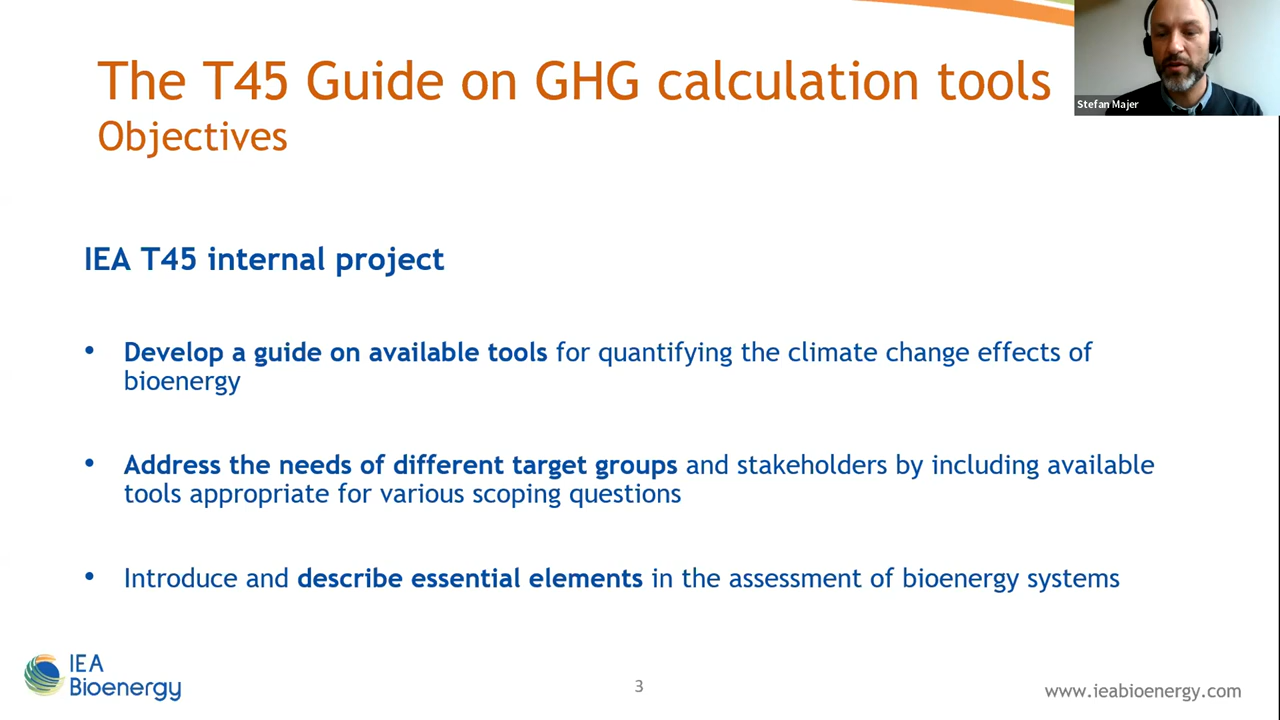 The T45 Guide on GHG calculation tools
Objectives
Stefan Majer
IEA T45 internal project
• Develop a guide on available tools for quantifying the climate change effects of
bioenergy
• Address the needs of different target groups and stakeholders by including available
tools appropriate for various scoping questions
• Introduce and describe essential elements in the assessment of bioenergy systems
IEA
Bioenergy
3
www.ieabioenergy.com